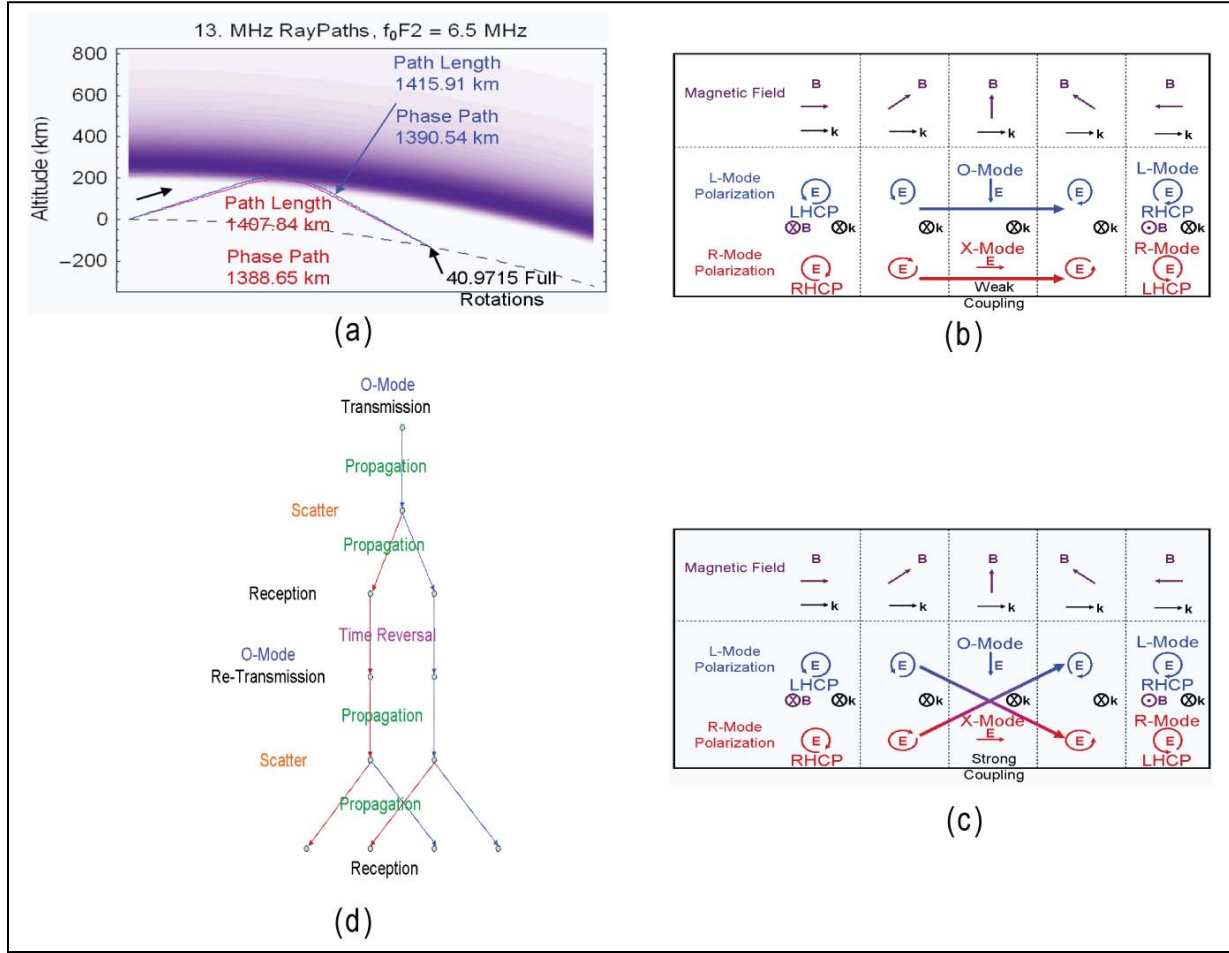 13. MHz RayPaths, f₀F2 = 6.5 MHz
800
600
400
200
0
−200
Altitude (km)
Path Length
1415.91 km
Phase Path
1390.54 km
Path Length
1407.84 km
Phase Path
1388.65 km
40.9715 Full
Rotations
(a)
Magnetic Field
B B B B B
k k k k k
L-Mode
Polarization
O-Mode
L-Mode
E E E E E
LHCP RHCP
⊗B ⊗k ⊗k ⊗k ⊗k ⊙B ⊗k
R-Mode
Polarization
X-Mode
R-Mode
E E E E E
RHCP LHCP
Weak
Coupling
(b)
O-Mode
Transmission
Propagation
Scatter
Propagation
Reception
Time Reversal
O-Mode
Re-Transmission
Propagation
Scatter
Propagation
Reception
(d)
Magnetic Field
B B B B B
k k k k k
L-Mode
Polarization
O-Mode
L-Mode
E E E E E
LHCP RHCP
⊗B ⊗k ⊗k ⊗k ⊗k ⊙B ⊗k
R-Mode
Polarization
X-Mode
R-Mode
E E E E E
RHCP LHCP
Strong
Coupling
(c)